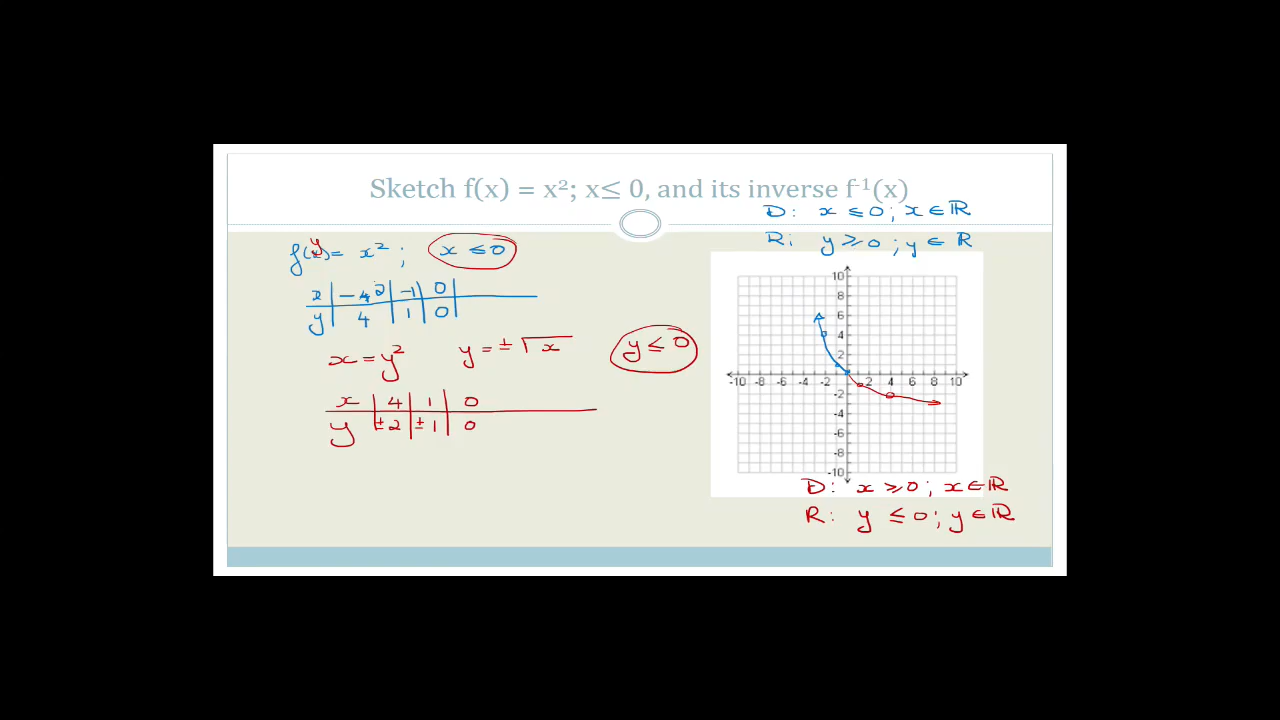 Sketch f(x) = x²; x≤ 0, and its inverse f⁻¹(x)
D: x ≤ 0 ; x ∈ ℝ
R: y ≥ 0 ; y ∈ ℝ
f(x) = x² ; x ≤ 0
y
x | -4 2 | -1 | 0 |
y | 4 | 1 | 0 |
x = y² y = ± √x y ≤ 0
x | 4 | 1 | 0
y | ±2 | ±1 | 0
10
8
6
4
2
-10 -8 -6 -4 -2 2 4 6 8 10
-2
-4
-6
-8
-10
D: x ≥ 0 ; x ∈ ℝ
R: y ≤ 0 ; y ∈ ℝ